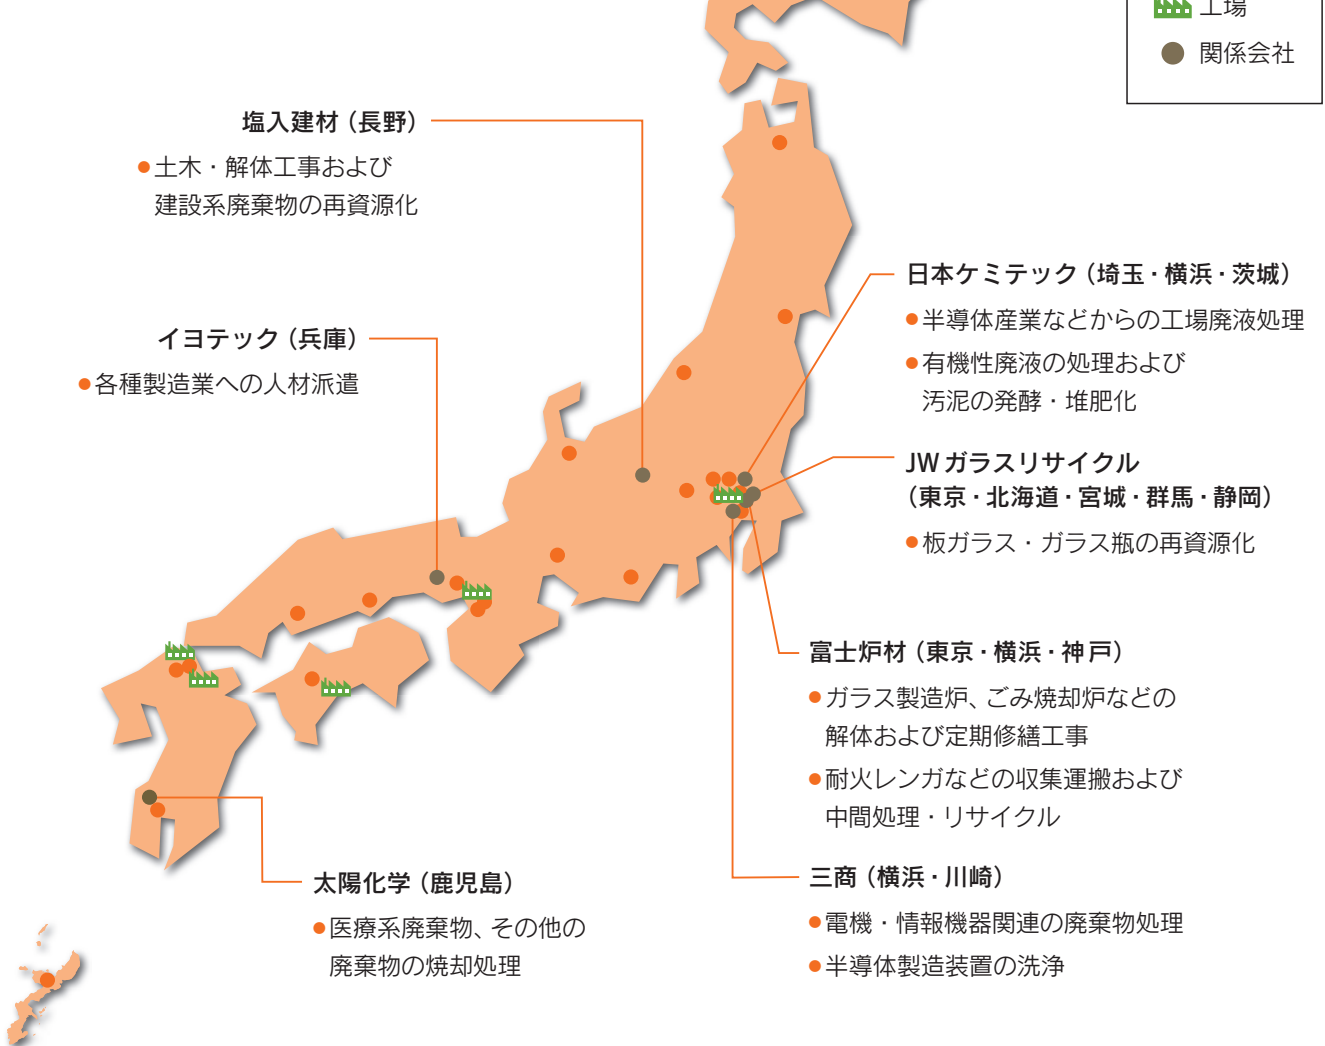 工場
関係会社
塩入建材（長野）
●土木・解体工事および
建設系廃棄物の再資源化
イヨテック（兵庫）
●各種製造業への人材派遣
日本ケミテック（埼玉・横浜・茨城）
●半導体産業などからの工場廃液処理
●有機性廃液の処理および
汚泥の発酵・堆肥化
JWガラスリサイクル
（東京・北海道・宮城・群馬・静岡）
●板ガラス・ガラス瓶の再資源化
富士炉材（東京・横浜・神戸）
●ガラス製造炉、ごみ焼却炉などの
解体および定期修繕工事
●耐火レンガなどの収集運搬および
中間処理・リサイクル
三商（横浜・川崎）
●電機・情報機器関連の廃棄物処理
●半導体製造装置の洗浄
太陽化学（鹿児島）
●医療系廃棄物、その他の
廃棄物の焼却処理